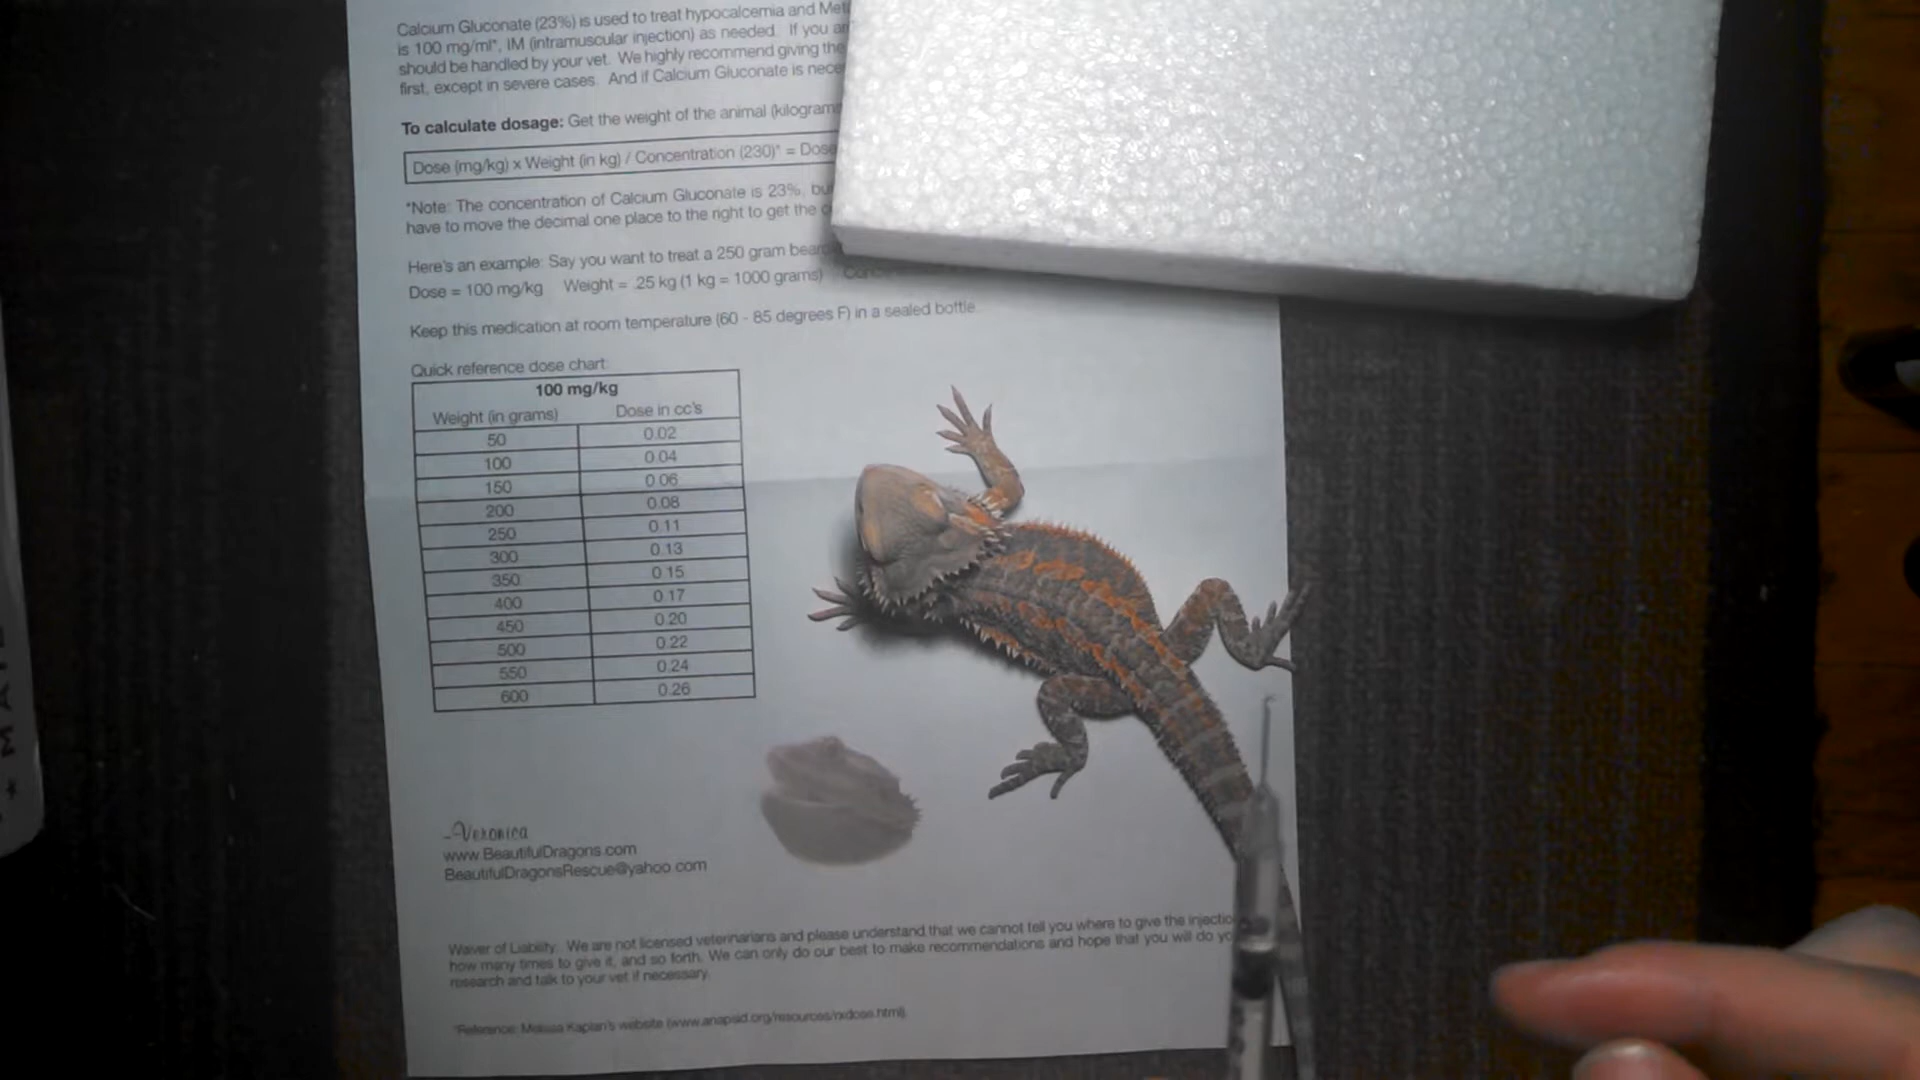 Calcium Gluconate (23%) is used to treat hypocalcemia and Met
is 100 mg/ml*, IM (intramuscular injection) as needed. If you ar
should be handled by your vet. We highly recommend giving the
first, except in severe cases. And if Calcium Gluconate is nece
To calculate dosage: Get the weight of the animal (kilogram
Dose (mg/kg) x Weight (in kg) / Concentration (230)* = Dose
*Note: The concentration of Calcium Gluconate is 23%, bu
have to move the decimal one place to the right to get the c
Here's an example: Say you want to treat a 250 gram bear
Dose = 100 mg/kg Weight = .25 kg (1 kg = 1000 grams) Conc
Keep this medication at room temperature (60 - 85 degrees F) in a sealed bottle.
Quick reference dose chart:
100 mg/kg
Weight (in grams) Dose in cc's
50 0.02
100 0.04
150 0.06
200 0.08
250 0.11
300 0.13
350 0.15
400 0.17
450 0.20
500 0.22
550 0.24
600 0.26
-Veronica
www.BeautifulDragons.com
BeautifulDragonsRescue@yahoo.com
Waiver of Liability: We are not licensed veterinarians and please understand that we cannot tell you where to give the injectio
how many times to give it, and so forth. We can only do our best to make recommendations and hope that you will do yo
research and talk to your vet if necessary.
*Reference: Melissa Kaplan's website (www.anapsid.org/resources/rxdose.html).